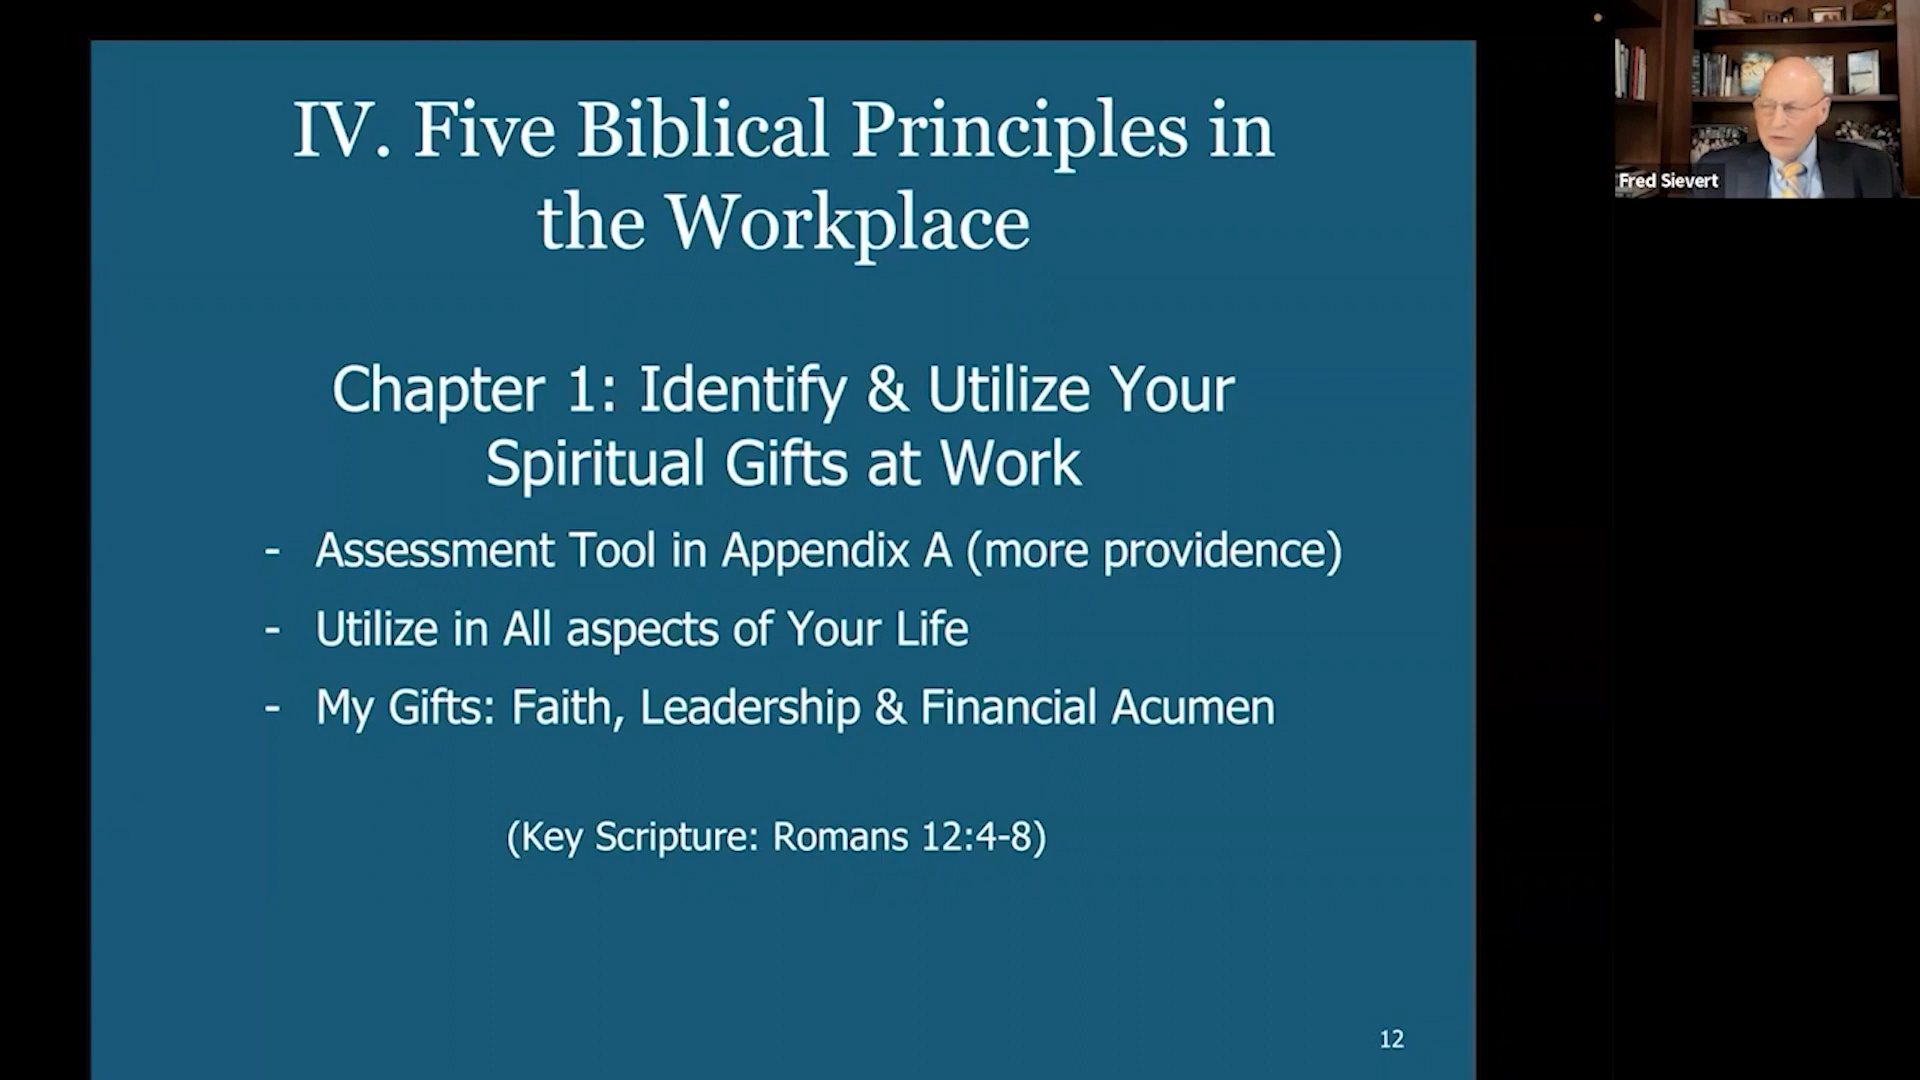 IV. Five Biblical Principles in
the Workplace
Chapter 1: Identify & Utilize Your
Spiritual Gifts at Work
- Assessment Tool in Appendix A (more providence)
- Utilize in All aspects of Your Life
- My Gifts: Faith, Leadership & Financial Acumen
(Key Scripture: Romans 12:4-8)
12
Fred Sievert